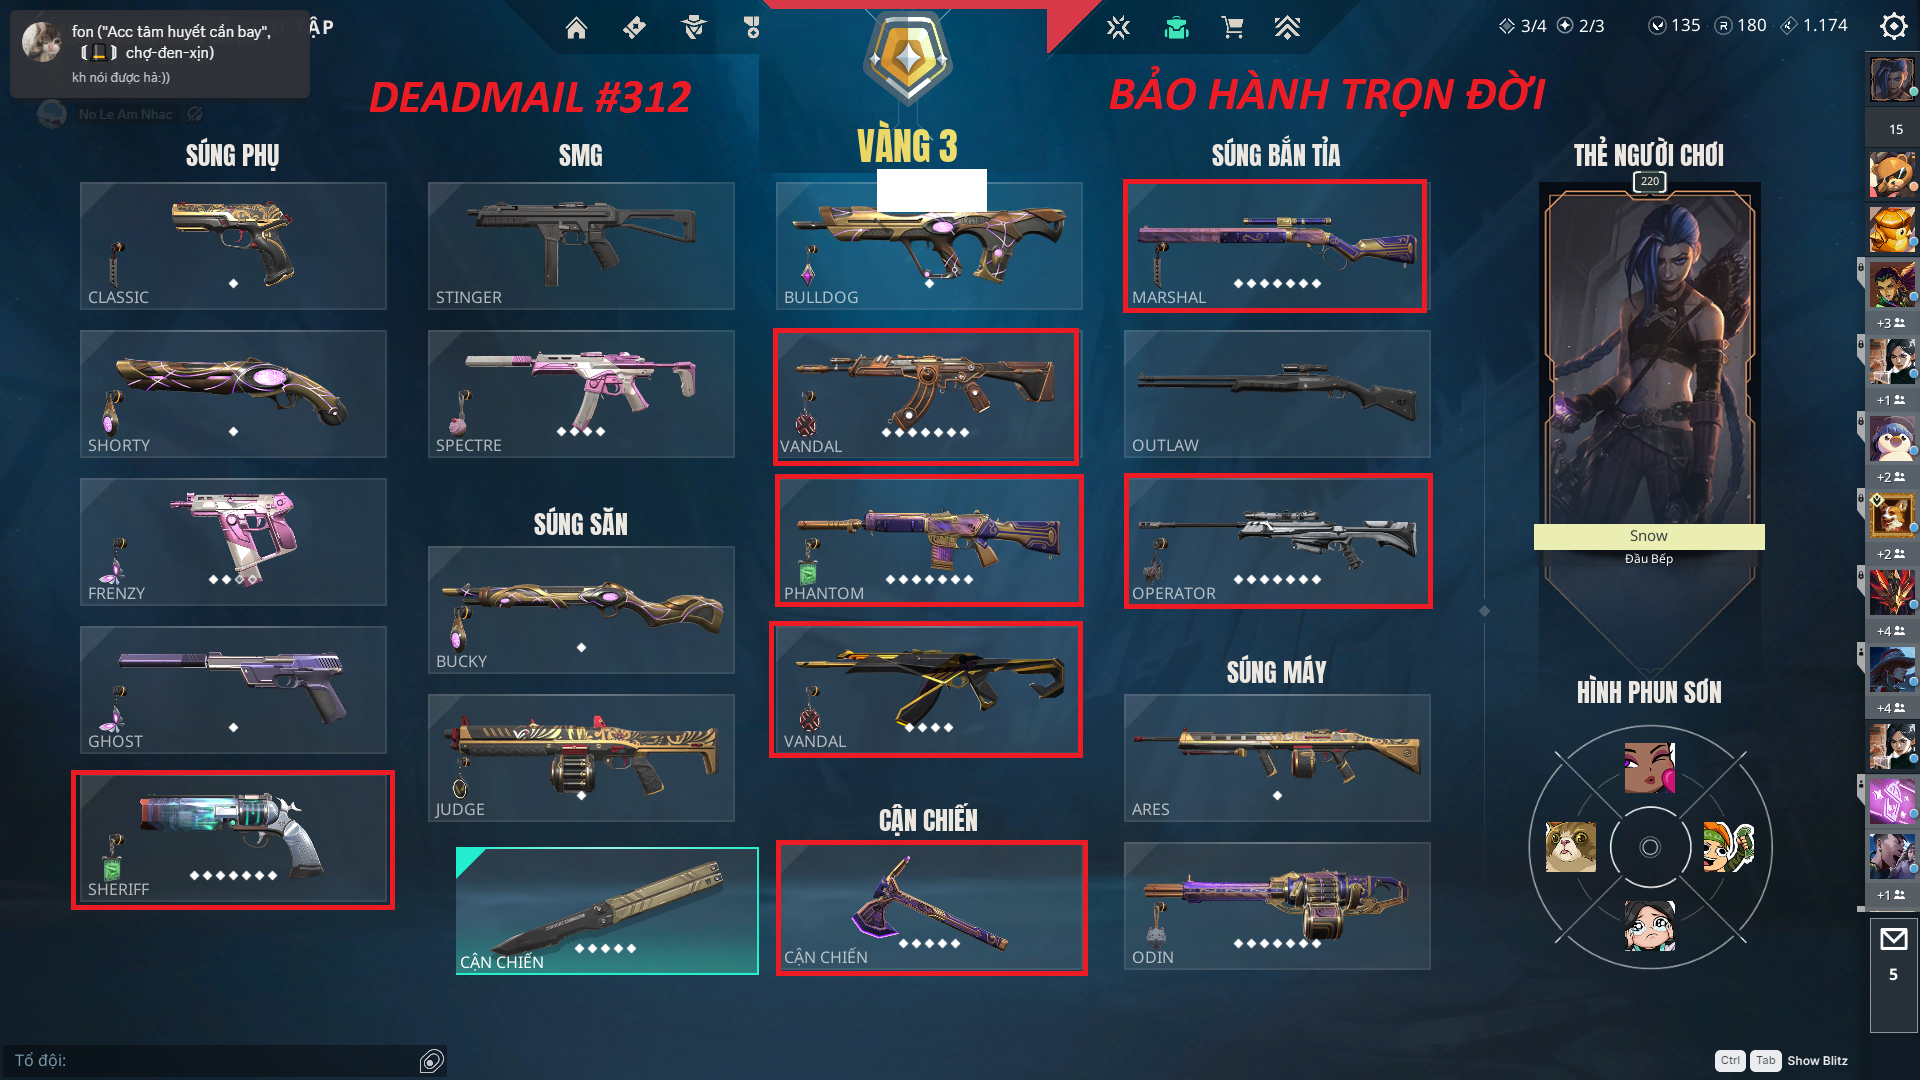 fon ("Acc tâm huyết cần bay",
chợ-đen-xịn)
kh nói được hả:))
ẬP
No Le Am Nhac
3/4
2/3
135
180
1.174
DEADMAIL #312
BẢO HÀNH TRỌN ĐỜI
VÀNG 3
SÚNG PHỤ
SMG
SÚNG BẮN TỈA
THẺ NGƯỜI CHƠI
220
15
CLASSIC
STINGER
BULLDOG
MARSHAL
+3
+1
SHORTY
SPECTRE
VANDAL
OUTLAW
+2
SÚNG SĂN
Snow
Đầu Bếp
+2
FRENZY
PHANTOM
OPERATOR
+4
BUCKY
SÚNG MÁY
HÌNH PHUN SƠN
+4
GHOST
VANDAL
JUDGE
CẬN CHIẾN
ARES
SHERIFF
+1
CẬN CHIẾN
CẬN CHIẾN
ODIN
5
Tổ đội:
Ctrl Tab Show Blitz